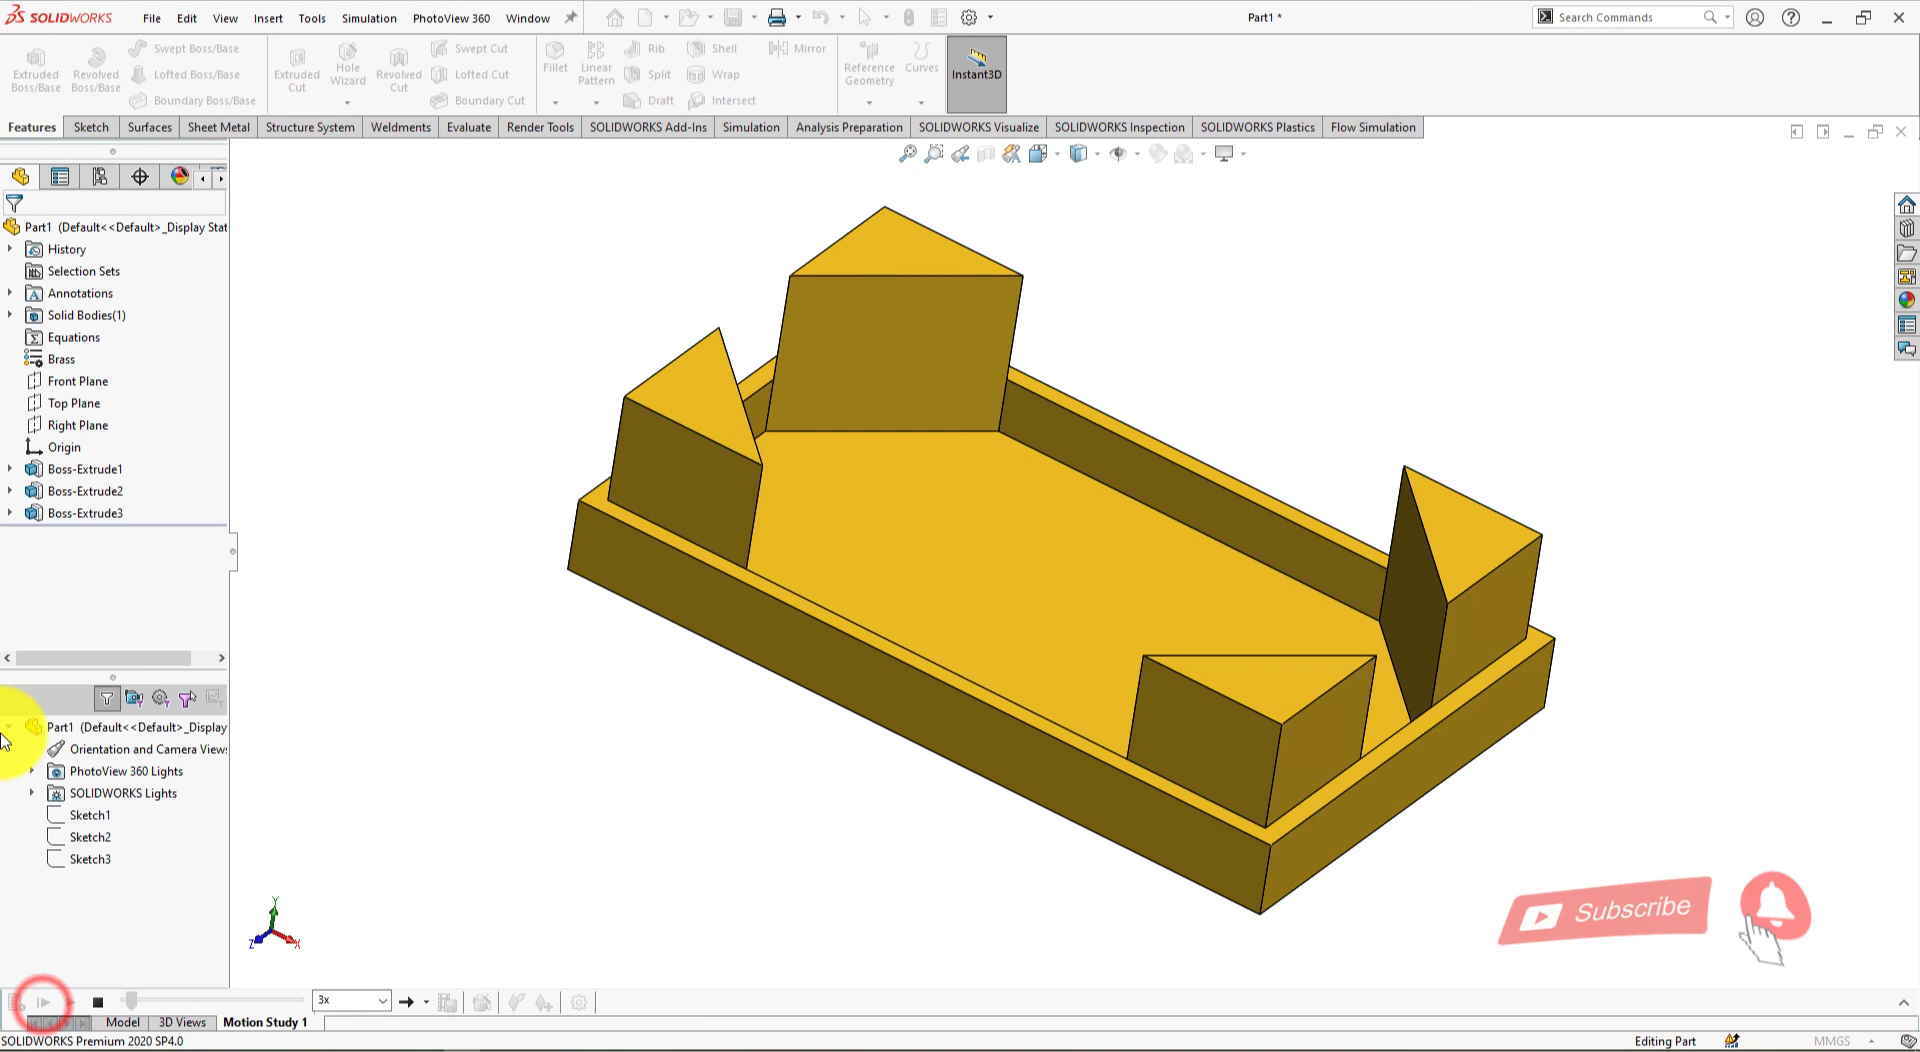 SOLIDWORKS
File Edit View Insert Tools Simulation PhotoView 360 Window
Part1 *
Search Commands
Extruded Boss/Base
Revolved Boss/Base
Swept Boss/Base
Lofted Boss/Base
Boundary Boss/Base
Extruded Cut
Hole Wizard
Revolved Cut
Swept Cut
Lofted Cut
Boundary Cut
Fillet
Linear Pattern
Rib
Split
Draft
Shell
Wrap
Intersect
Mirror
Reference Geometry
Curves
Instant3D
Features Sketch Surfaces Sheet Metal Structure System Weldments Evaluate Render Tools SOLIDWORKS Add-Ins Simulation Analysis Preparation SOLIDWORKS Visualize SOLIDWORKS Inspection SOLIDWORKS Plastics Flow Simulation
Part1 (Default<<Default>_Display Stat
History
Selection Sets
Annotations
Solid Bodies(1)
Equations
Brass
Front Plane
Top Plane
Right Plane
Origin
Boss-Extrude1
Boss-Extrude2
Boss-Extrude3
Part1 (Default<<Default>_Display
Orientation and Camera Views
PhotoView 360 Lights
SOLIDWORKS Lights
Sketch1
Sketch2
Sketch3
Y
Z
X
Subscribe
3x
Model 3D Views Motion Study 1
SOLIDWORKS Premium 2020 SP4.0
Editing Part
MMGS